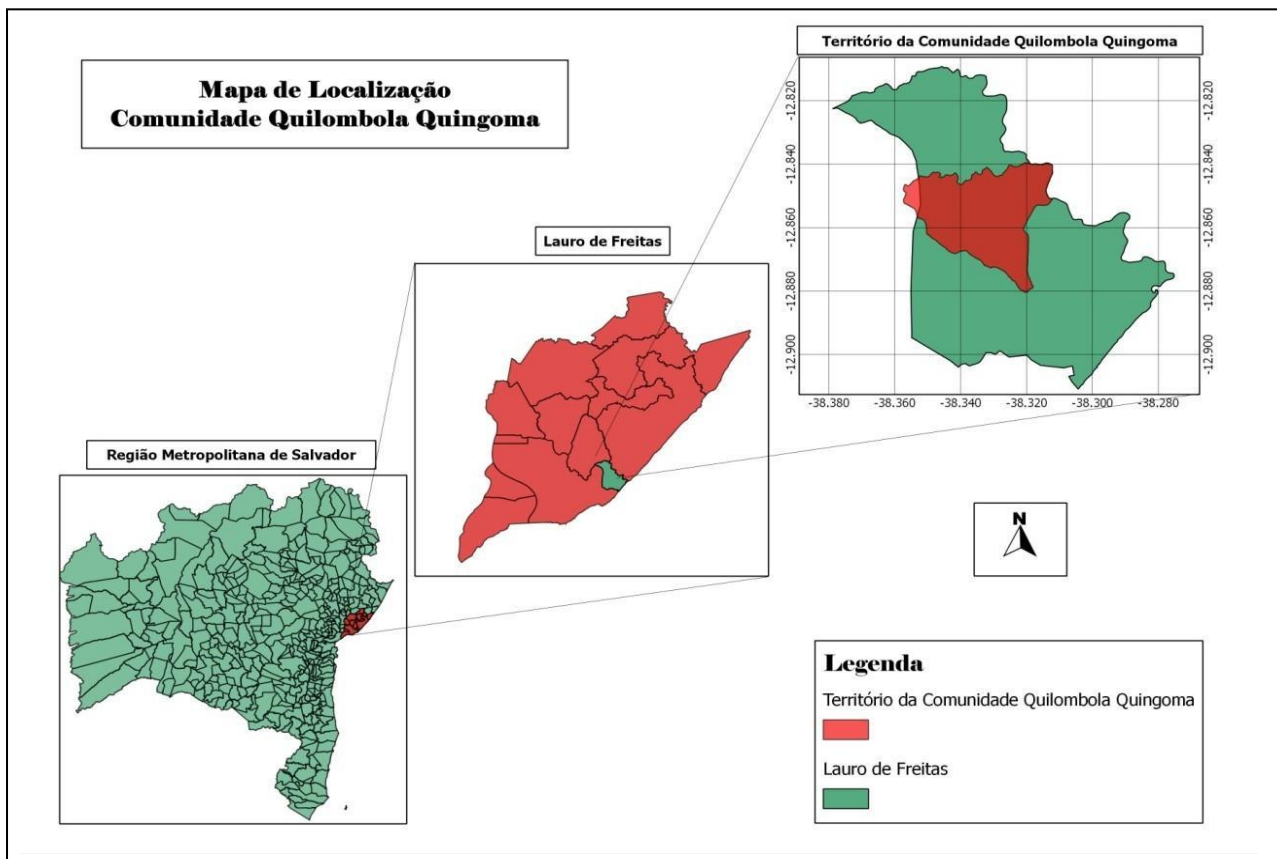 Mapa de Localização
Comunidade Quilombola Quingoma
Território da Comunidade Quilombola Quingoma
-12.820
-12.840
-12.860
-12.880
-12.900
-12.820
-12.840
-12.860
-12.880
-12.900
-38.380
-38.360
-38.340
-38.320
-38.300
-38.280
Lauro de Freitas
Região Metropolitana de Salvador
N
Legenda
Território da Comunidade Quilombola Quingoma
Lauro de Freitas